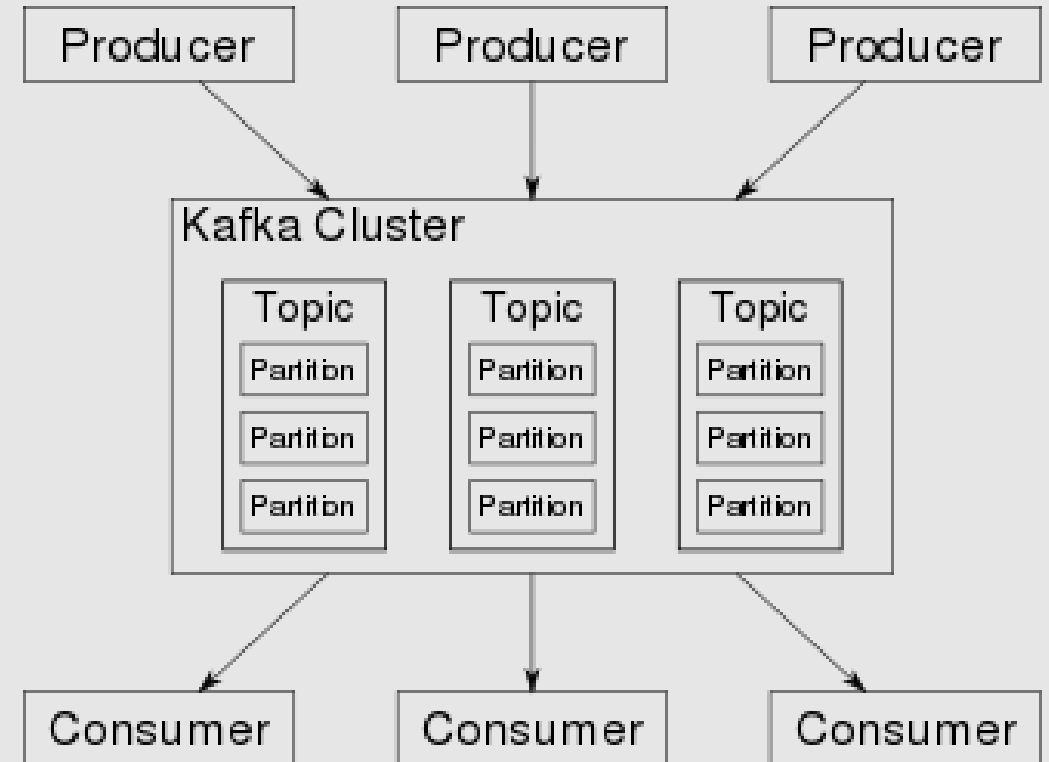 Producer Producer Producer
Kafka Cluster
Topic Topic Topic
Partition Partition Partition
Partition Partition Partition
Partition Partition Partition
Consumer Consumer Consumer